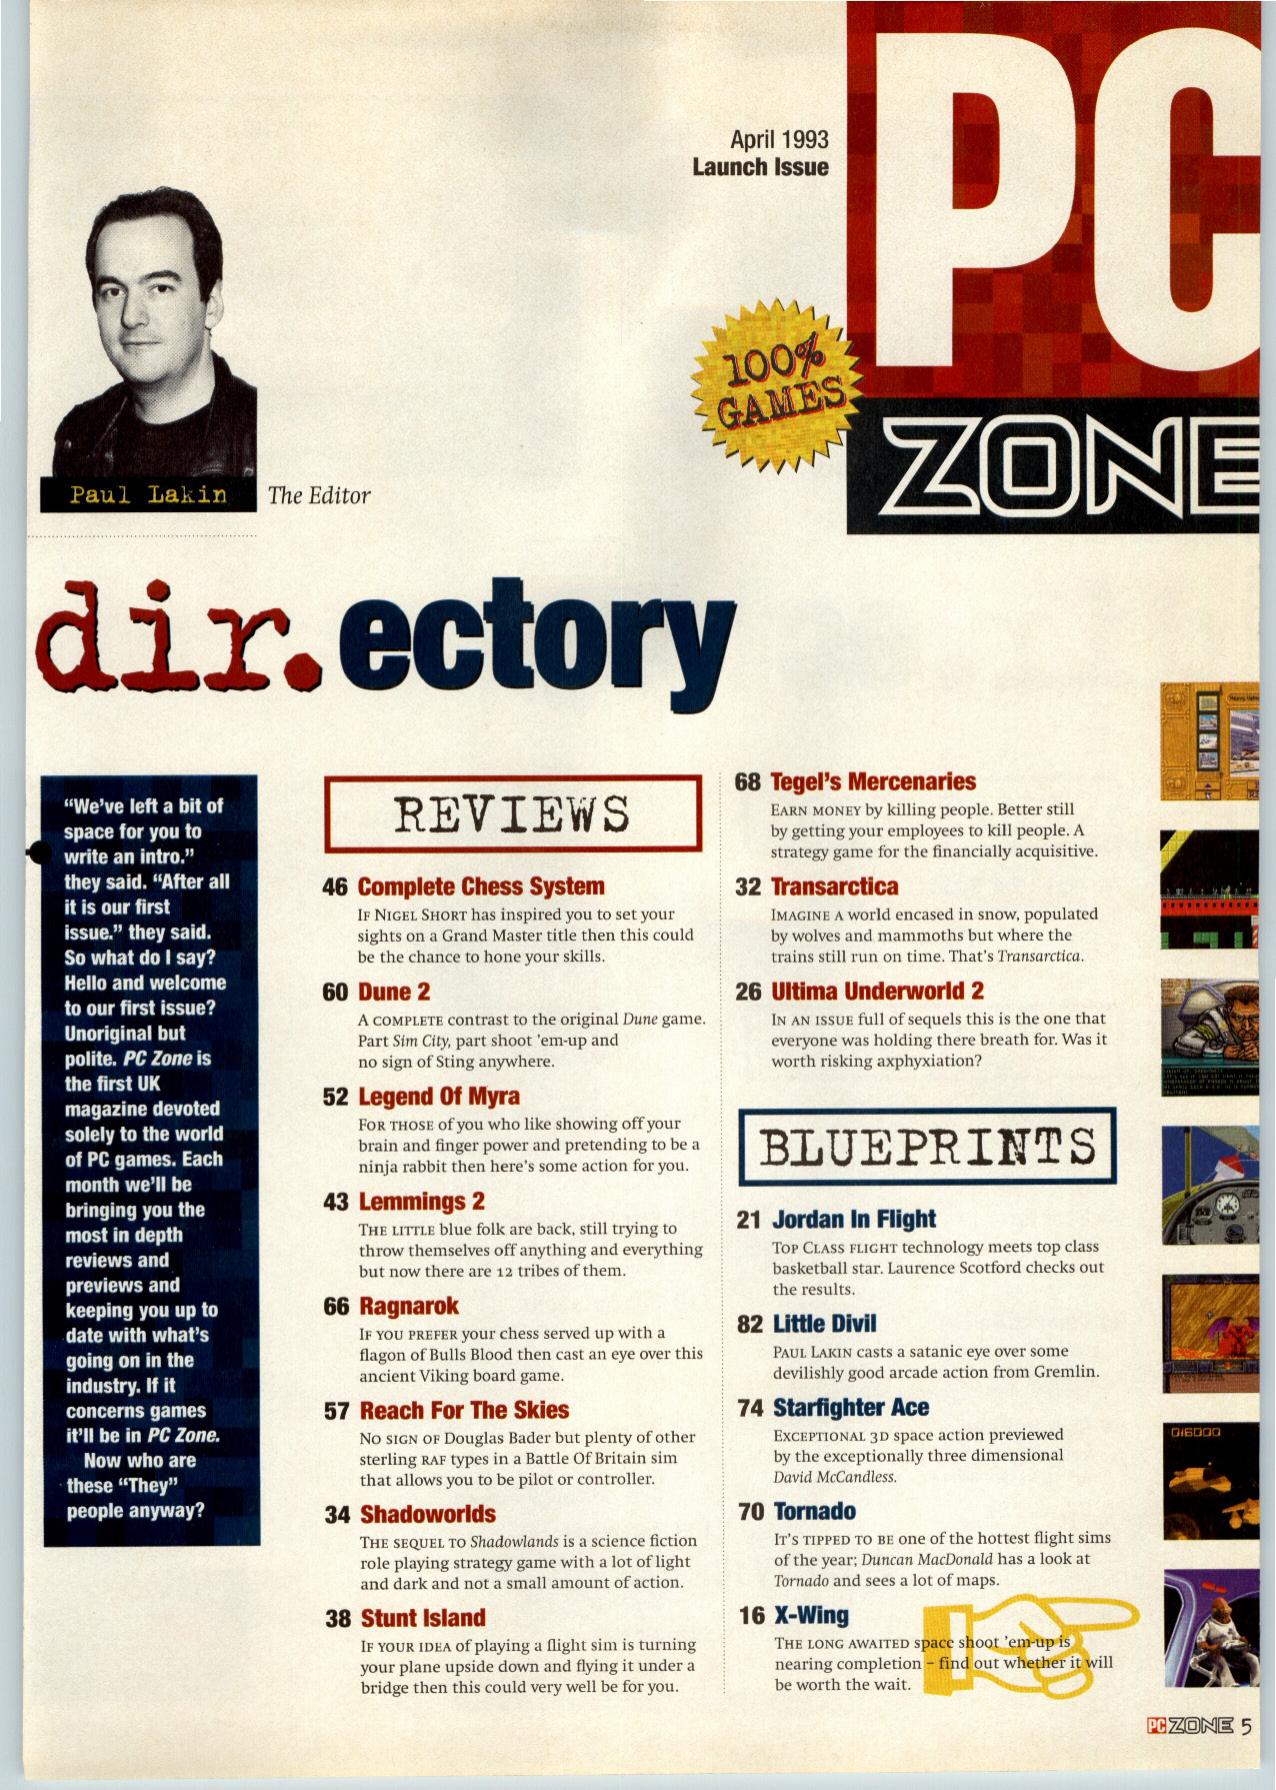 April 1993
Launch Issue
PC
ZONE
100%
GAMES
Paul Lakin
The Editor
dir.ectory
"We've left a bit of
space for you to
write an intro."
they said. "After all
it is our first
issue." they said.
So what do I say?
Hello and welcome
to our first issue?
Unoriginal but
polite. PC Zone is
the first UK
magazine devoted
solely to the world
of PC games. Each
month we'll be
bringing you the
most in depth
reviews and
previews and
keeping you up to
date with what's
going on in the
industry. If it
concerns games
it'll be in PC Zone.
Now who are
these "They"
people anyway?
REVIEWS
46 Complete Chess System
IF NIGEL SHORT has inspired you to set your
sights on a Grand Master title then this could
be the chance to hone your skills.
60 Dune 2
A COMPLETE contrast to the original Dune game.
Part Sim City, part shoot 'em-up and
no sign of Sting anywhere.
52 Legend Of Myra
FOR THOSE of you who like showing off your
brain and finger power and pretending to be a
ninja rabbit then here's some action for you.
43 Lemmings 2
THE LITTLE blue folk are back, still trying to
throw themselves off anything and everything
but now there are 12 tribes of them.
66 Ragnarok
IF YOU PREFER your chess served up with a
flagon of Bulls Blood then cast an eye over this
ancient Viking board game.
57 Reach For The Skies
NO SIGN OF Douglas Bader but plenty of other
sterling RAF types in a Battle Of Britain sim
that allows you to be pilot or controller.
34 Shadoworlds
THE SEQUEL TO Shadowlands is a science fiction
role playing strategy game with a lot of light
and dark and not a small amount of action.
38 Stunt Island
IF YOUR IDEA of playing a flight sim is turning
your plane upside down and flying it under a
bridge then this could very well be for you.
68 Tegel's Mercenaries
EARN MONEY by killing people. Better still
by getting your employees to kill people. A
strategy game for the financially acquisitive.
32 Transarctica
IMAGINE A world encased in snow, populated
by wolves and mammoths but where the
trains still run on time. That's Transarctica.
26 Ultima Underworld 2
IN AN ISSUE full of sequels this is the one that
everyone was holding there breath for. Was it
worth risking axphyxiation?
BLUEPRINTS
21 Jordan In Flight
TOP CLASS FLIGHT technology meets top class
basketball star. Laurence Scotford checks out
the results.
82 Little Divil
PAUL LAKIN casts a satanic eye over some
devilishly good arcade action from Gremlin.
74 Starfighter Ace
EXCEPTIONAL 3D space action previewed
by the exceptionally three dimensional
David McCandless.
70 Tornado
IT'S TIPPED TO BE one of the hottest flight sims
of the year; Duncan MacDonald has a look at
Tornado and sees a lot of maps.
16 X-Wing
THE LONG AWAITED space shoot 'em-up is
nearing completion – find out whether it will
be worth the wait.
016000
PC ZONE 5